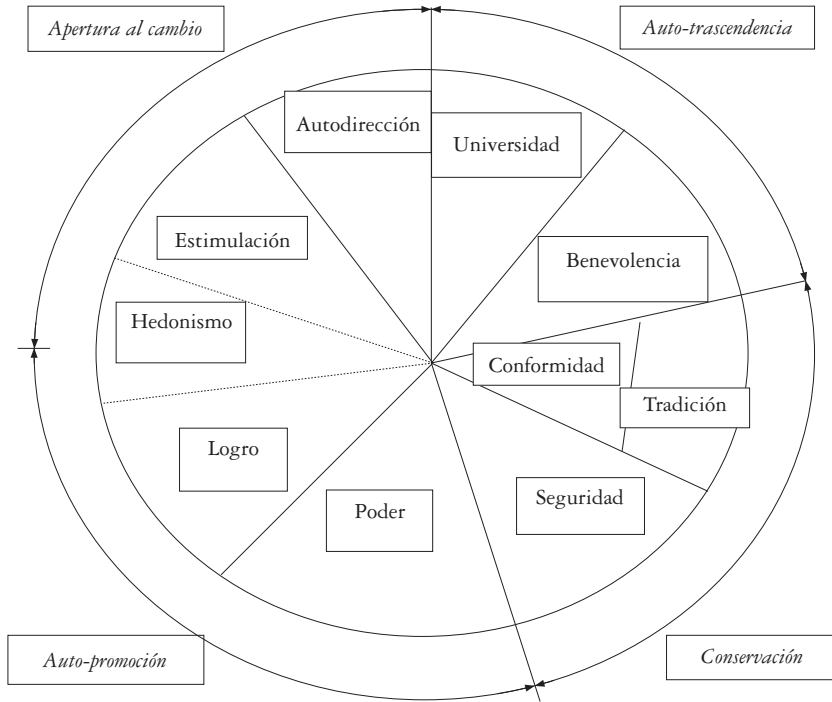 Apertura al cambio
Auto-trascendencia
Autodirección
Universidad
Estimulación
Benevolencia
Hedonismo
Conformidad
Tradición
Logro
Seguridad
Poder
Auto-promoción
Conservación